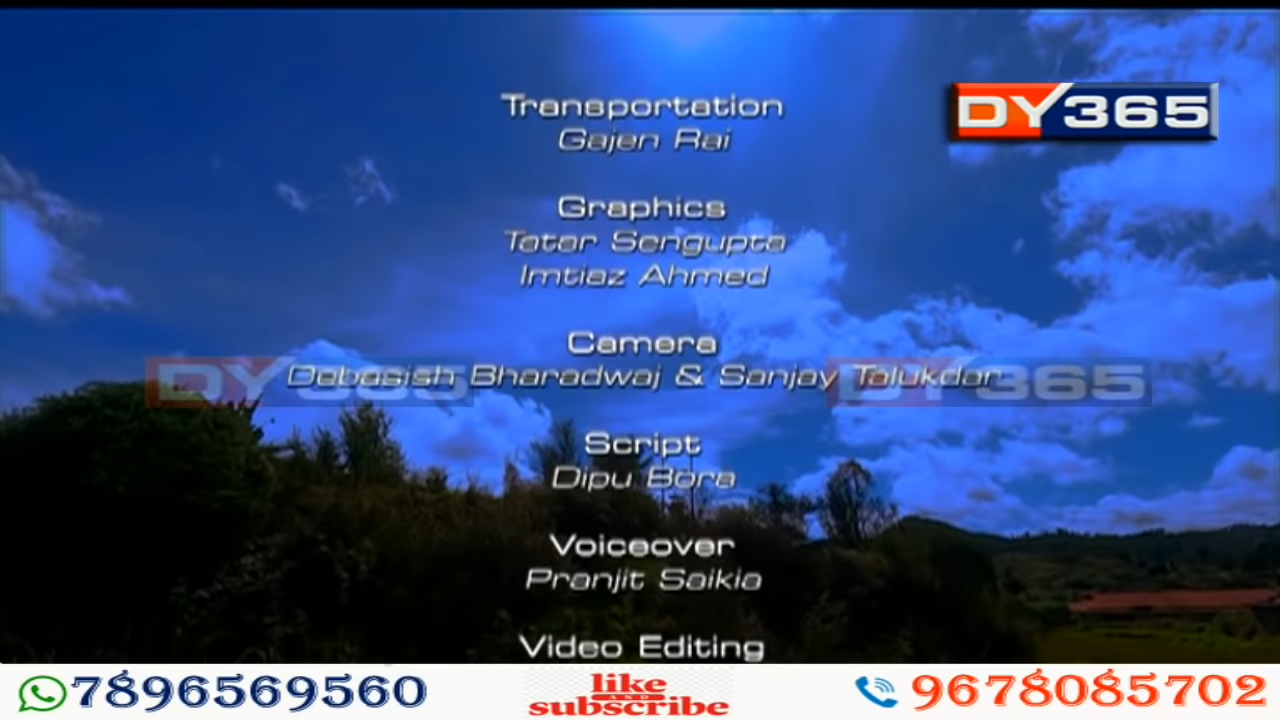 DY365
Transportation
Gajen Rai
Graphics
Tatar Sengupta
Imtiaz Ahmed
Camera
DY365 DY365
Debasish Bharadwaj & Sanjay Talukdar
Script
Dipu Bora
Voiceover
Pranjit Saikia
Video Editing
7896569560
like
AND
subscribe
9678085702